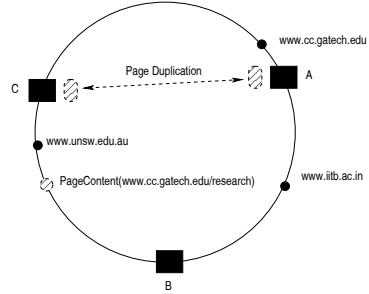 www.cc.gatech.edu
Page Duplication
C
A
www.unsw.edu.au
www.iitb.ac.in
PageContent(www.cc.gatech.edu/research)
B